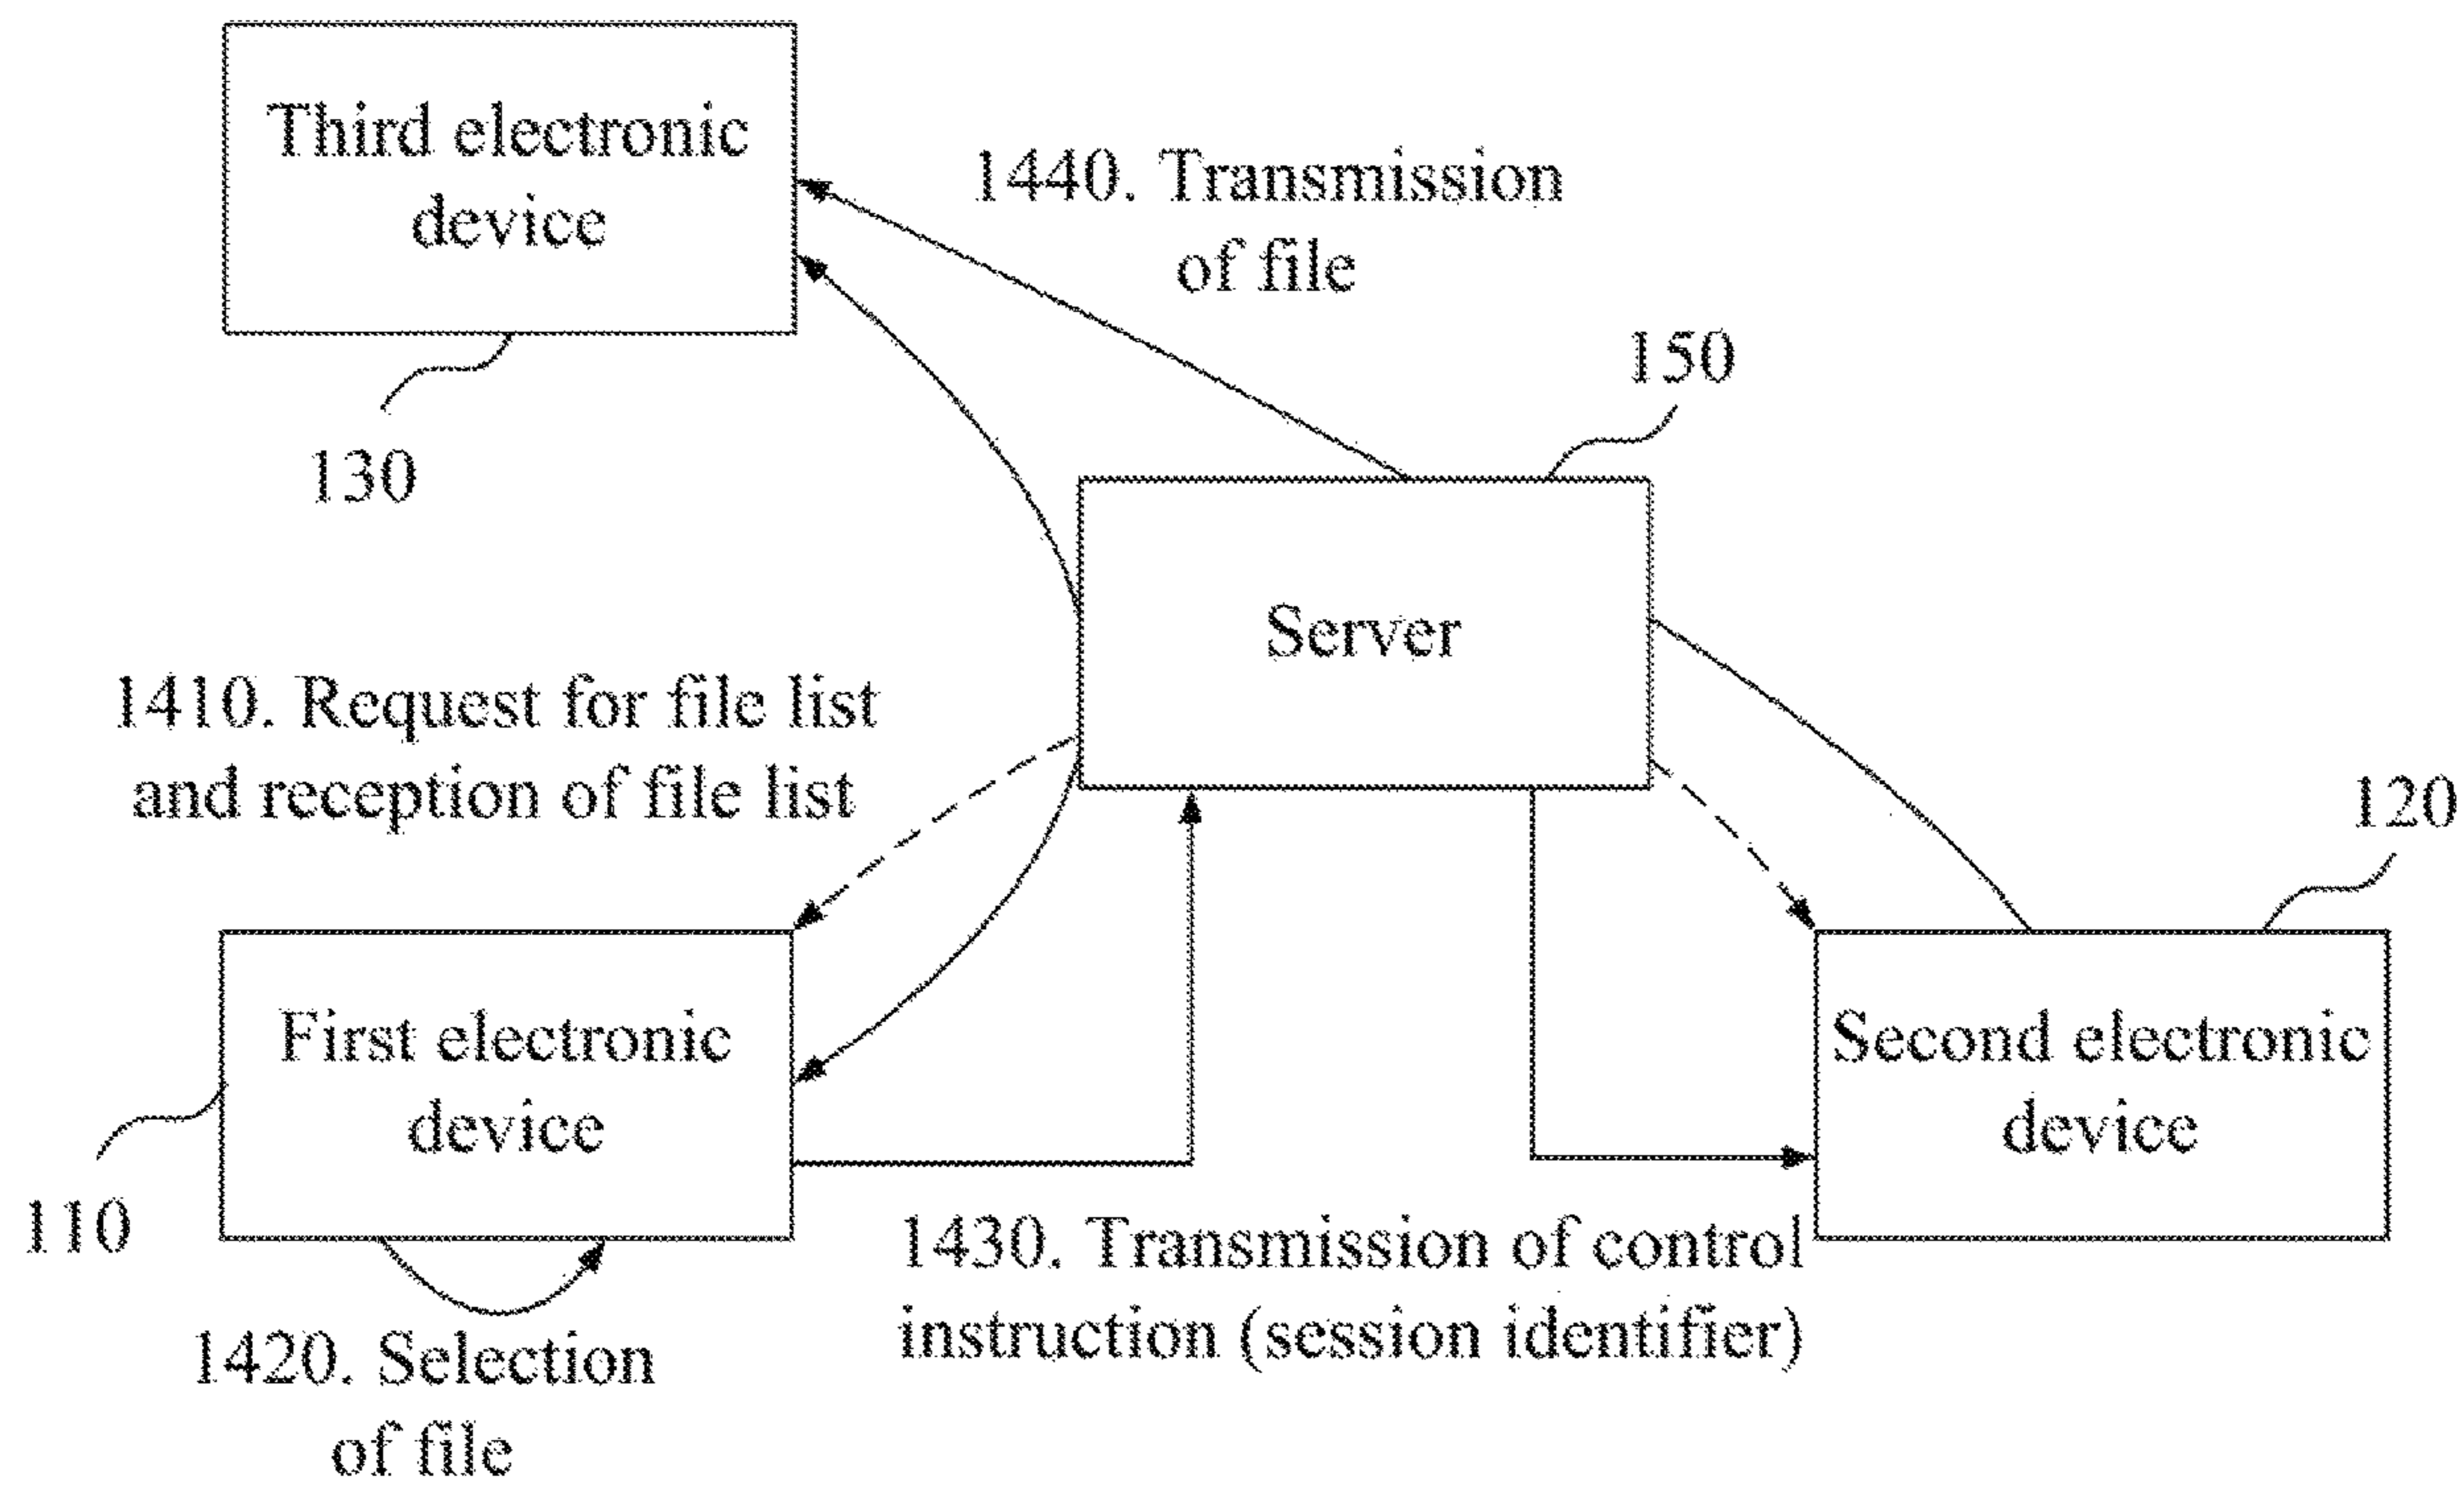 Third electronic
device
1440. Transmission
of file
150
130
Server
1410. Request for file list
and reception of file list
120
First electronic
device
Second electronic
device
110
1430. Transmission of control
instruction (session identifier)
1420. Selection
of file